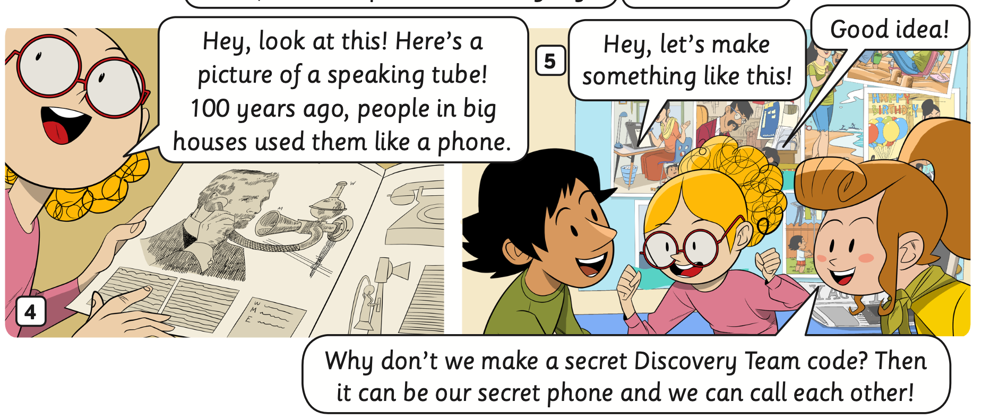 Hey, look at this! Here's a
picture of a speaking tube!
100 years ago, people in big
houses used them like a phone.
4
W
E
M
W
M
E
5
Hey, let's make
something like this!
Good idea!
HAPPY
BIRTHDAY
Why don't we make a secret Discovery Team code? Then
it can be our secret phone and we can call each other!